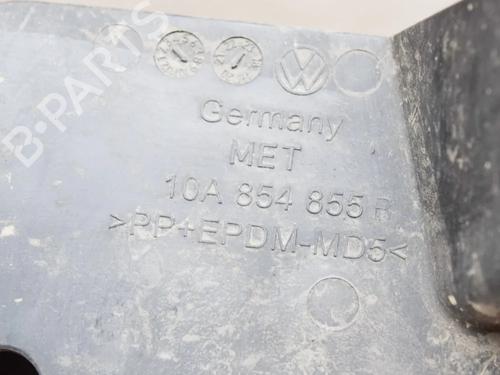 B-PARTS
Germany
MET
10A 854 855 B
>PP+EPDM-MD5<